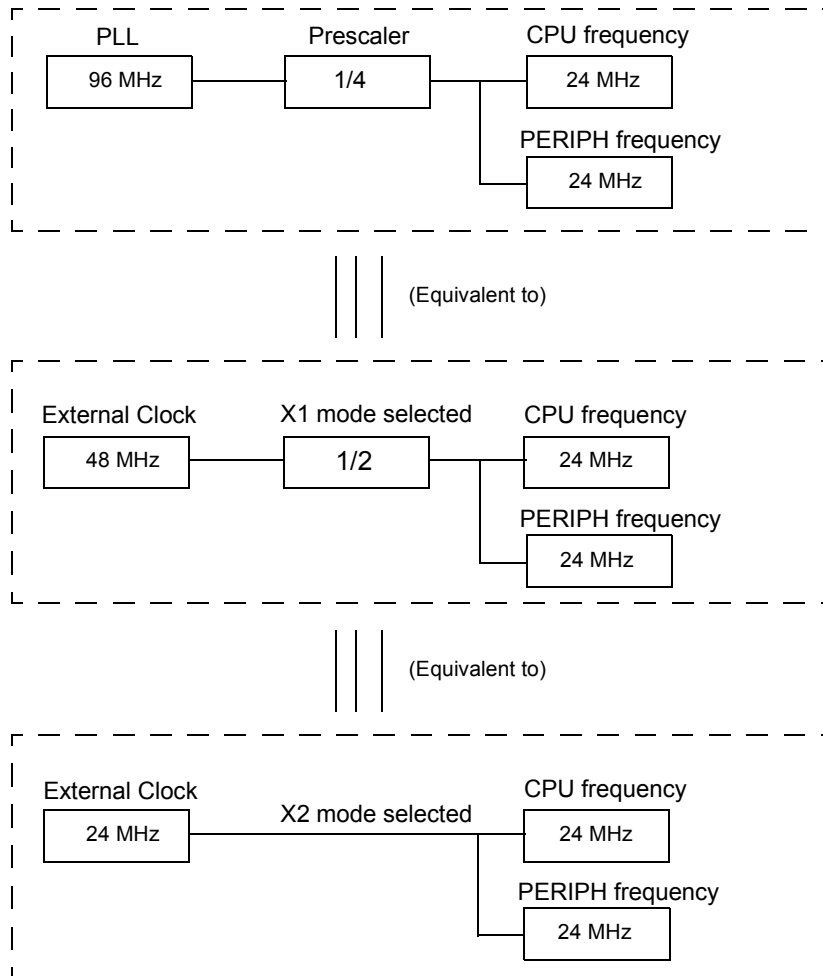 PLL Prescaler CPU frequency
96 MHz 1/4 24 MHz
PERIPH frequency
24 MHz
(Equivalent to)
External Clock X1 mode selected CPU frequency
48 MHz 1/2 24 MHz
PERIPH frequency
24 MHz
(Equivalent to)
External Clock X2 mode selected CPU frequency
24 MHz 24 MHz
PERIPH frequency
24 MHz